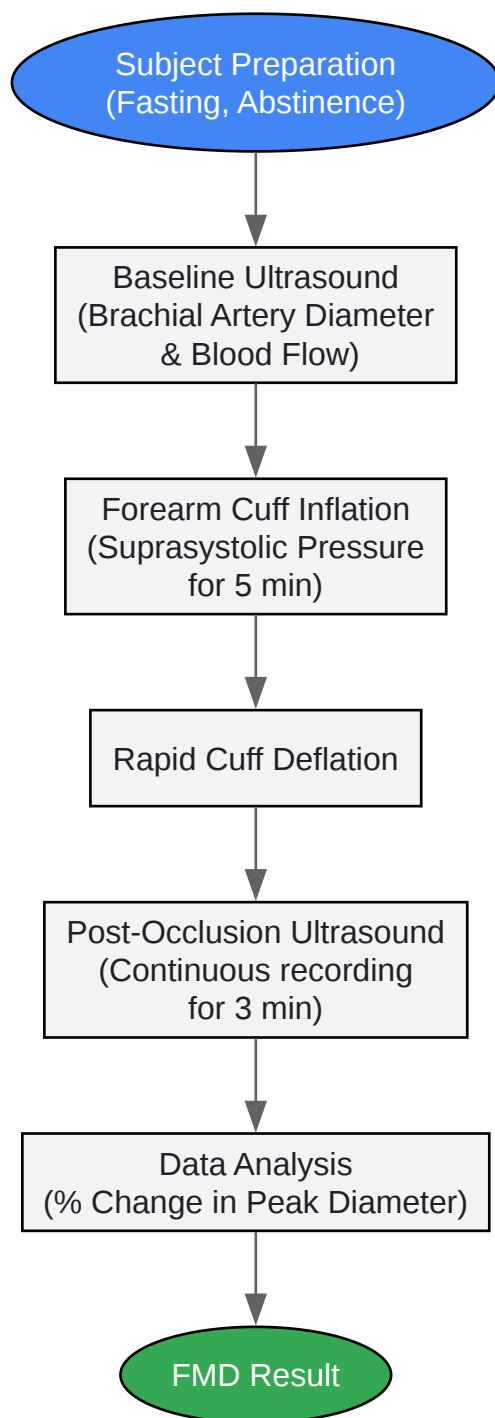 Subject Preparation
(Fasting, Abstinence)
Baseline Ultrasound
(Brachial Artery Diameter
& Blood Flow)
Forearm Cuff Inflation
(Suprasystolic Pressure
for 5 min)
Rapid Cuff Deflation
Post-Occlusion Ultrasound
(Continuous recording
for 3 min)
Data Analysis
(% Change in Peak Diameter)
FMD Result